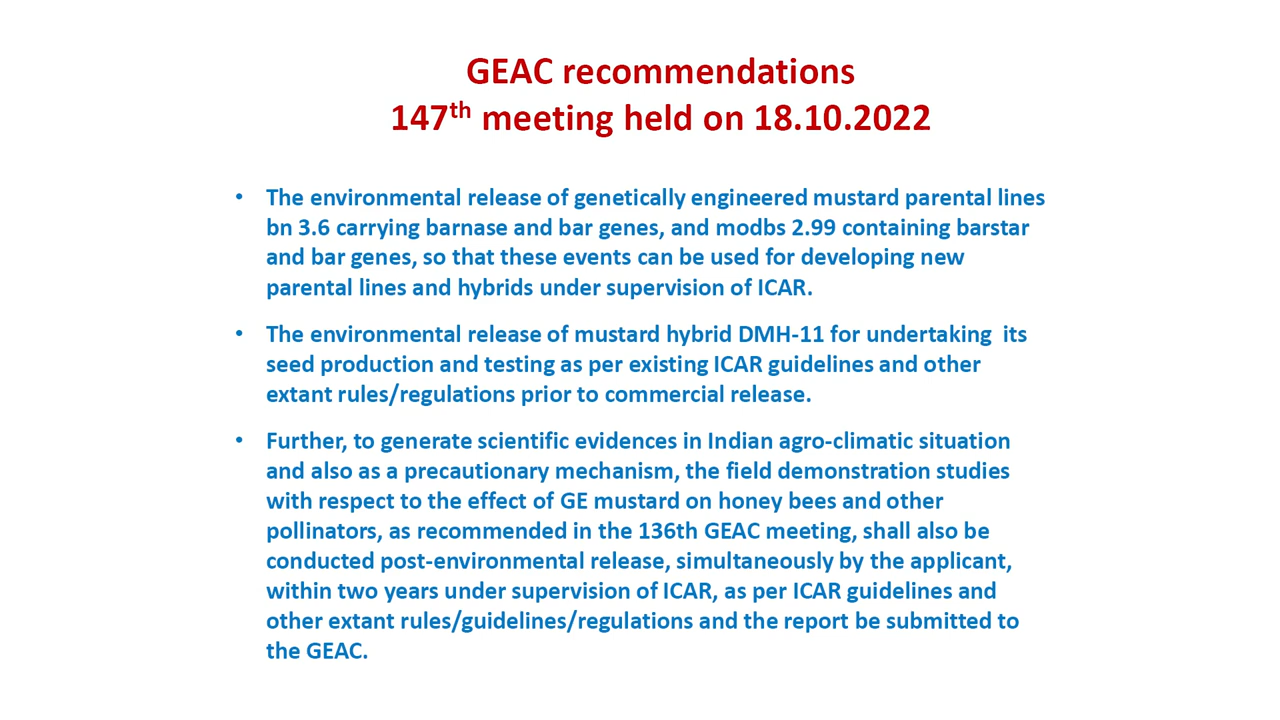 GEAC recommendations
147th meeting held on 18.10.2022
• The environmental release of genetically engineered mustard parental lines
bn 3.6 carrying barnase and bar genes, and modbs 2.99 containing barstar
and bar genes, so that these events can be used for developing new
parental lines and hybrids under supervision of ICAR.
• The environmental release of mustard hybrid DMH-11 for undertaking  its
seed production and testing as per existing ICAR guidelines and other
extant rules/regulations prior to commercial release.
• Further, to generate scientific evidences in Indian agro-climatic situation
and also as a precautionary mechanism, the field demonstration studies
with respect to the effect of GE mustard on honey bees and other
pollinators, as recommended in the 136th GEAC meeting, shall also be
conducted post-environmental release, simultaneously by the applicant,
within two years under supervision of ICAR, as per ICAR guidelines and
other extant rules/guidelines/regulations and the report be submitted to
the GEAC.